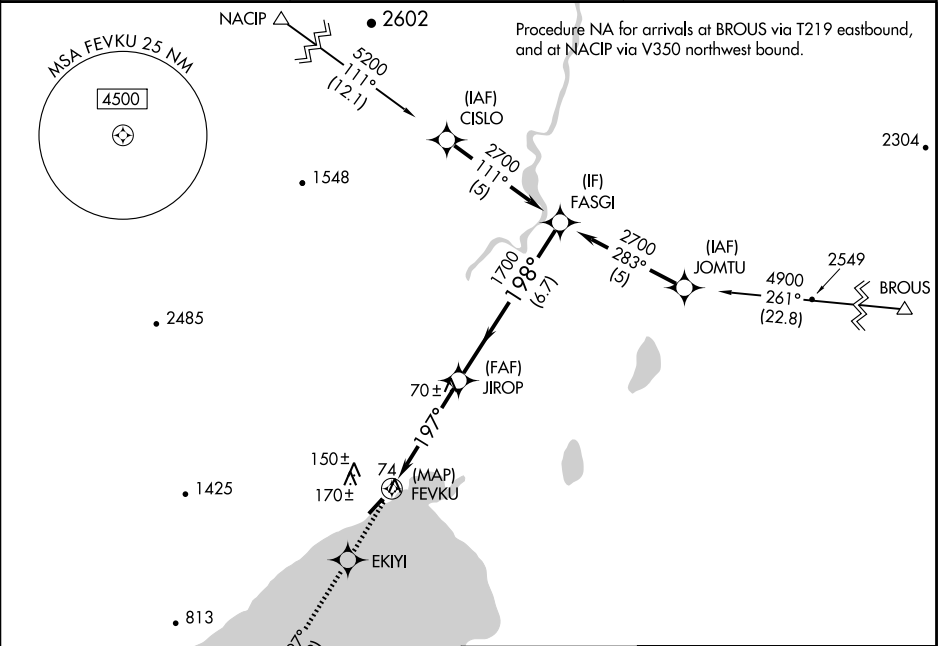 NACIP
2602
Procedure NA for arrivals at BROUS via T219 eastbound,
and at NACIP via V350 northwest bound.
MSA FEVKU 25 NM
4500
5200
111°
(12.1)
(IAF)
CISLO
2304
2700
111°
(5)
1548
(IF)
FASGI
2700
283°
(5)
(IAF)
JOMTU
2549
4900
261°
(22.8)
BROUS
1700
198°
(6.7)
2485
(FAF)
JIROP
70±
197°
150±
74
(MAP)
FEVKU
170±
1425
EKIYI
813